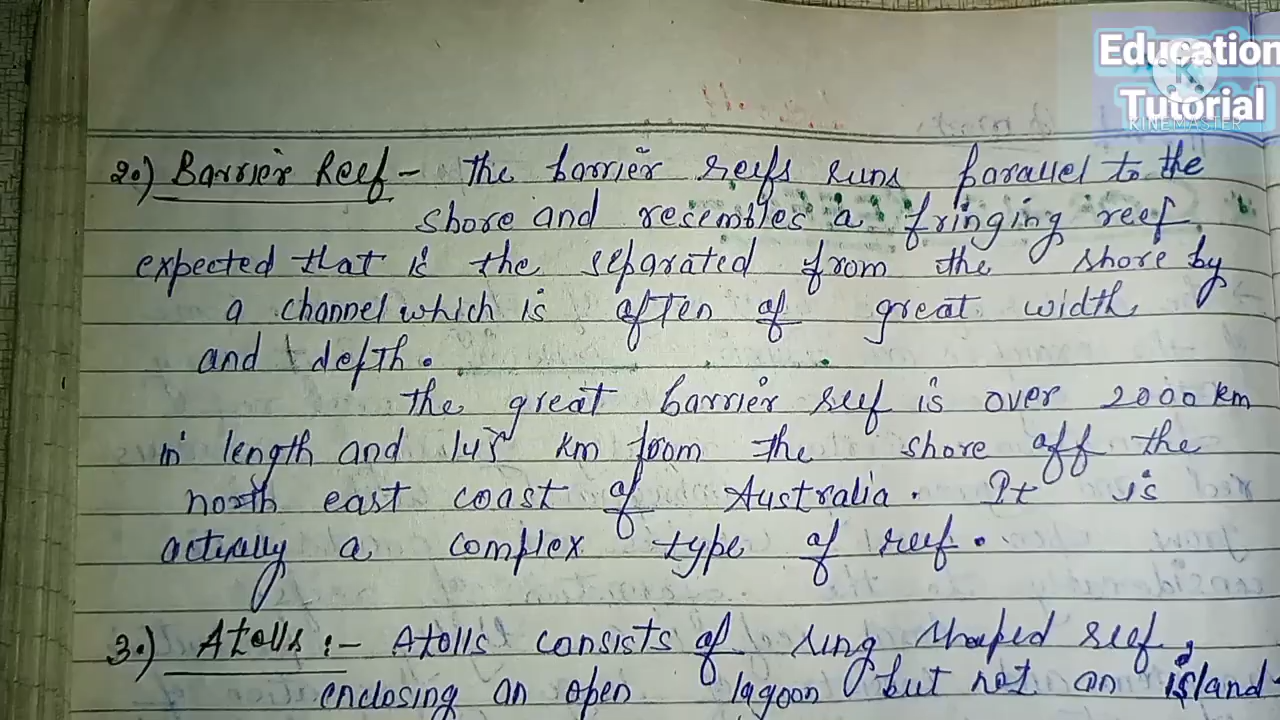 Education
Tutorial
KINEMASTER
2.) Barrier Reef - The barrier reefs runs parallel to the
shore and resembles a fringing reef
expected that is the separated from the shore by
a channel which is often of great width
and depth.
The great barrier reef is over 2000 km
in length and 145 km from the shore off the
north east coast of Australia. It is
actually a complex type of reef.
3.) Atolls :- Atolls consists of ring shaped reef,
enclosing an open lagoon but not an island.